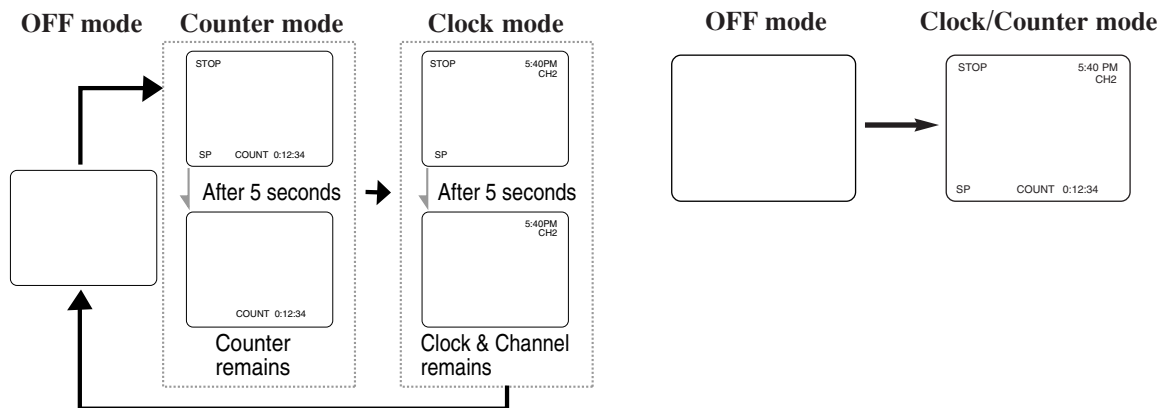 OFF mode
Counter mode
Clock mode
STOP
SP COUNT 0:12:34
After 5 seconds
COUNT 0:12:34
Counter
remains
STOP 5:40PM
CH2
SP
After 5 seconds
5:40PM
CH2
Clock & Channel
remains
OFF mode
Clock/Counter mode
STOP 5:40 PM
CH2
SP COUNT 0:12:34